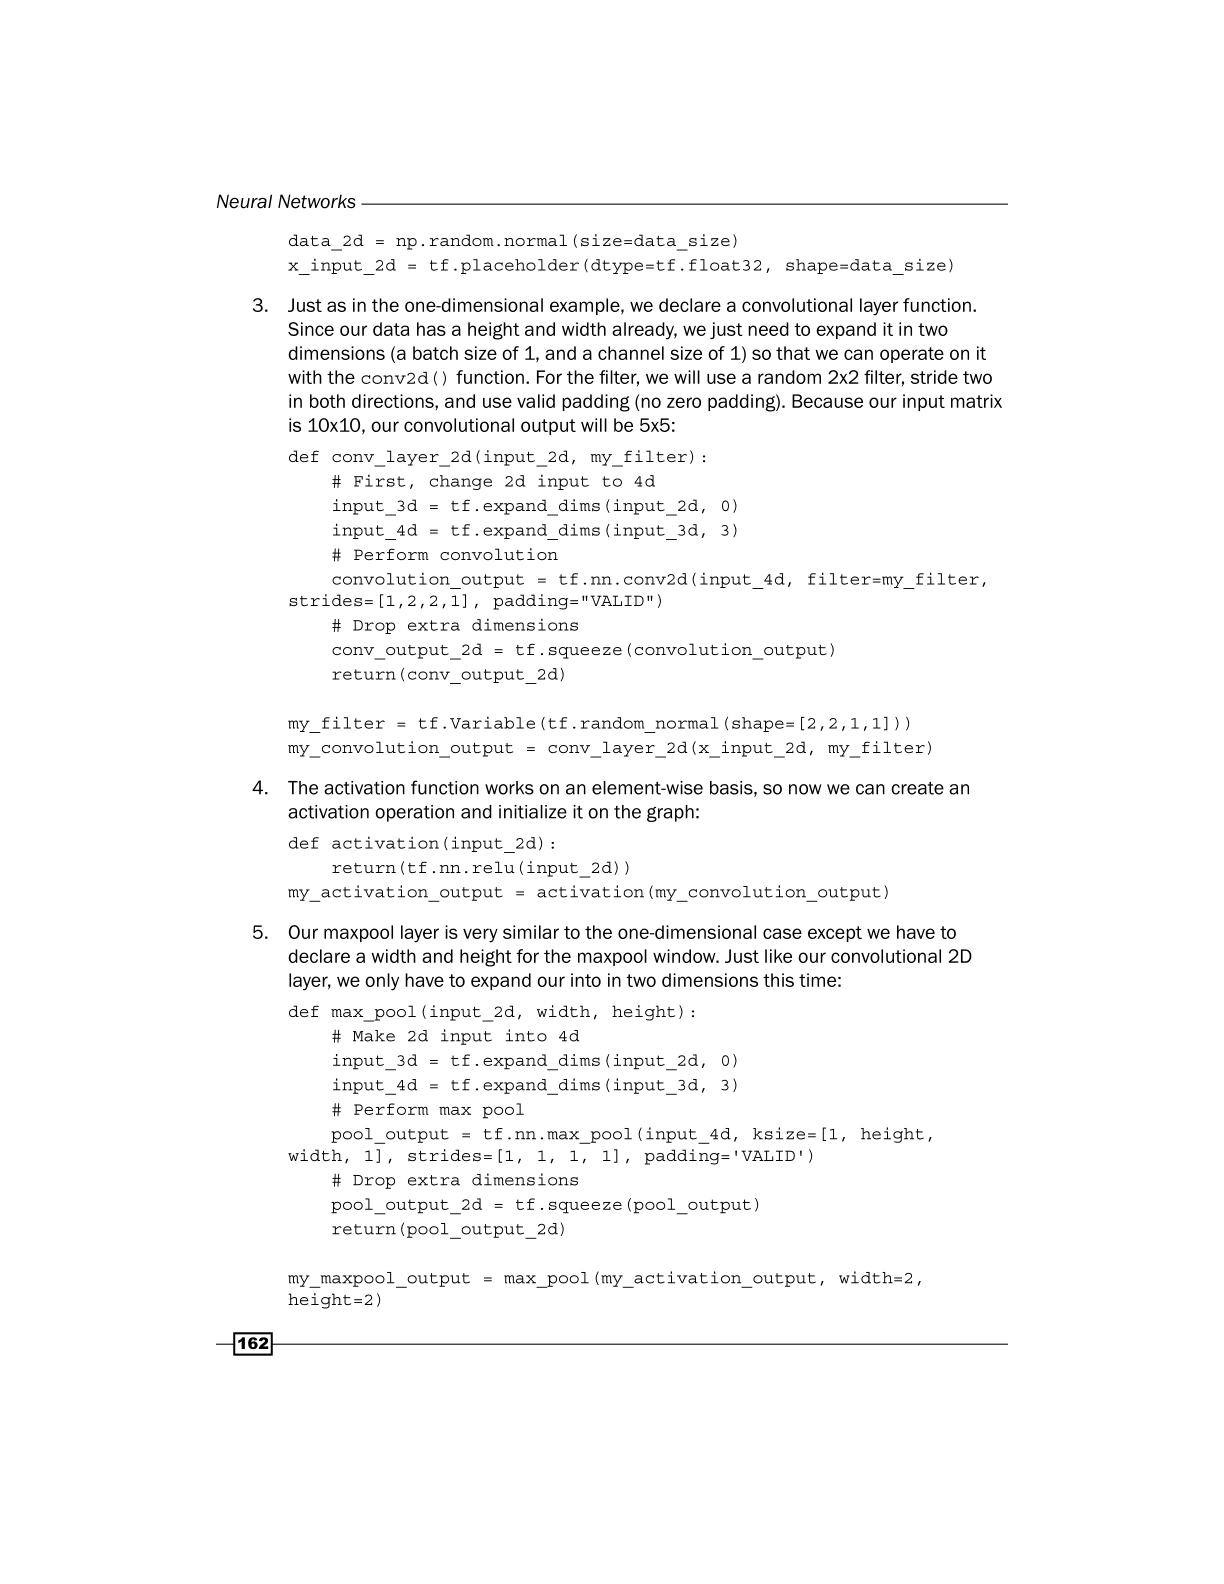 Neural Networks
data_2d = np.random.normal(size=data_size)
x_input_2d = tf.placeholder(dtype=tf.float32, shape=data_size)
3. Just as in the one-dimensional example, we declare a convolutional layer function.
Since our data has a height and width already, we just need to expand it in two
dimensions (a batch size of 1, and a channel size of 1) so that we can operate on it
with the conv2d() function. For the filter, we will use a random 2x2 filter, stride two
in both directions, and use valid padding (no zero padding). Because our input matrix
is 10x10, our convolutional output will be 5x5:
def conv_layer_2d(input_2d, my_filter):
    # First, change 2d input to 4d
    input_3d = tf.expand_dims(input_2d, 0)
    input_4d = tf.expand_dims(input_3d, 3)
    # Perform convolution
    convolution_output = tf.nn.conv2d(input_4d, filter=my_filter,
strides=[1,2,2,1], padding="VALID")
    # Drop extra dimensions
    conv_output_2d = tf.squeeze(convolution_output)
    return(conv_output_2d)
my_filter = tf.Variable(tf.random_normal(shape=[2,2,1,1]))
my_convolution_output = conv_layer_2d(x_input_2d, my_filter)
4. The activation function works on an element-wise basis, so now we can create an
activation operation and initialize it on the graph:
def activation(input_2d):
    return(tf.nn.relu(input_2d))
my_activation_output = activation(my_convolution_output)
5. Our maxpool layer is very similar to the one-dimensional case except we have to
declare a width and height for the maxpool window. Just like our convolutional 2D
layer, we only have to expand our into in two dimensions this time:
def max_pool(input_2d, width, height):
    # Make 2d input into 4d
    input_3d = tf.expand_dims(input_2d, 0)
    input_4d = tf.expand_dims(input_3d, 3)
    # Perform max pool
    pool_output = tf.nn.max_pool(input_4d, ksize=[1, height,
width, 1], strides=[1, 1, 1, 1], padding='VALID')
    # Drop extra dimensions
    pool_output_2d = tf.squeeze(pool_output)
    return(pool_output_2d)
my_maxpool_output = max_pool(my_activation_output, width=2,
height=2)
162